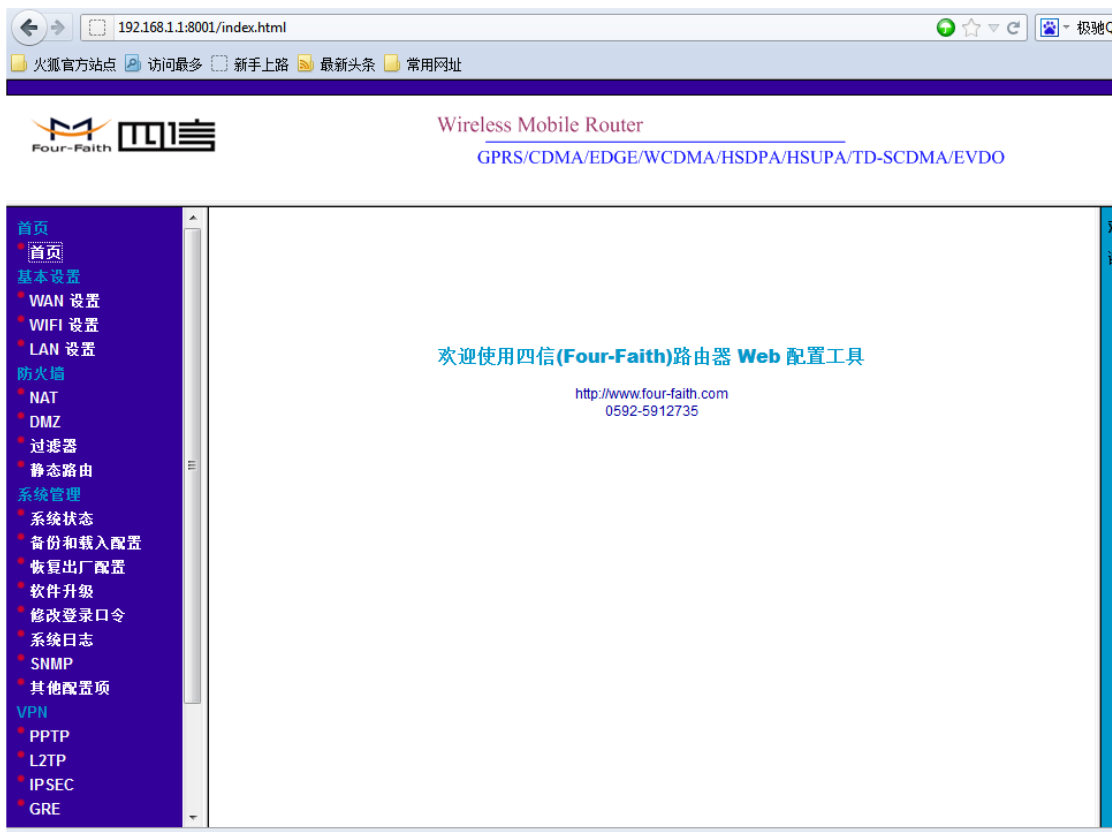 192.168.1.1:8001/index.html
极驰Q
火狐官方站点 访问最多 新手上路 最新头条 常用网址
Four-Faith 四信
Wireless Mobile Router
GPRS/CDMA/EDGE/WCDMA/HSDPA/HSUPA/TD-SCDMA/EVDO
首页
首页
基本设置
WAN 设置
WIFI 设置
LAN 设置
防火墙
NAT
DMZ
过滤器
静态路由
系统管理
系统状态
备份和载入配置
恢复出厂配置
软件升级
修改登录口令
系统日志
SNMP
其他配置项
VPN
PPTP
L2TP
IPSEC
GRE
欢迎使用四信(Four-Faith)路由器 Web 配置工具
http://www.four-faith.com
0592-5912735